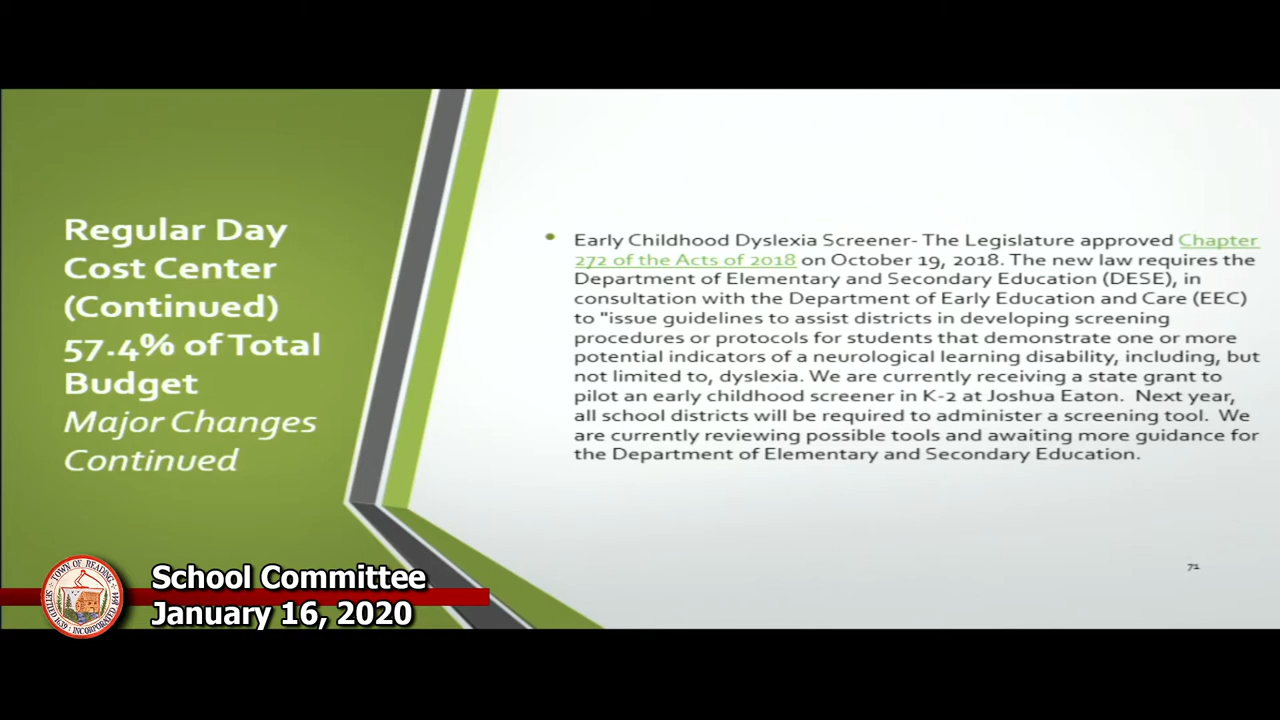 Regular Day
Cost Center
(Continued)
57.4% of Total
Budget
Major Changes
Continued
• Early Childhood Dyslexia Screener- The Legislature approved Chapter
272 of the Acts of 2018 on October 19, 2018. The new law requires the
Department of Elementary and Secondary Education (DESE), in
consultation with the Department of Early Education and Care (EEC)
to "issue guidelines to assist districts in developing screening
procedures or protocols for students that demonstrate one or more
potential indicators of a neurological learning disability, including, but
not limited to, dyslexia. We are currently receiving a state grant to
pilot an early childhood screener in K-2 at Joshua Eaton. Next year,
all school districts will be required to administer a screening tool. We
are currently reviewing possible tools and awaiting more guidance for
the Department of Elementary and Secondary Education.
71
TOWN OF READING
SETTLED 1639 INCORPORATED 1644
School Committee
January 16, 2020